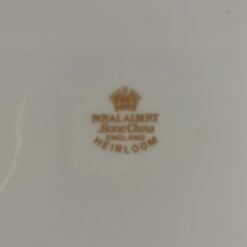 ROYAL ALBERT
Bone China
ENGLAND
HEIRLOOM